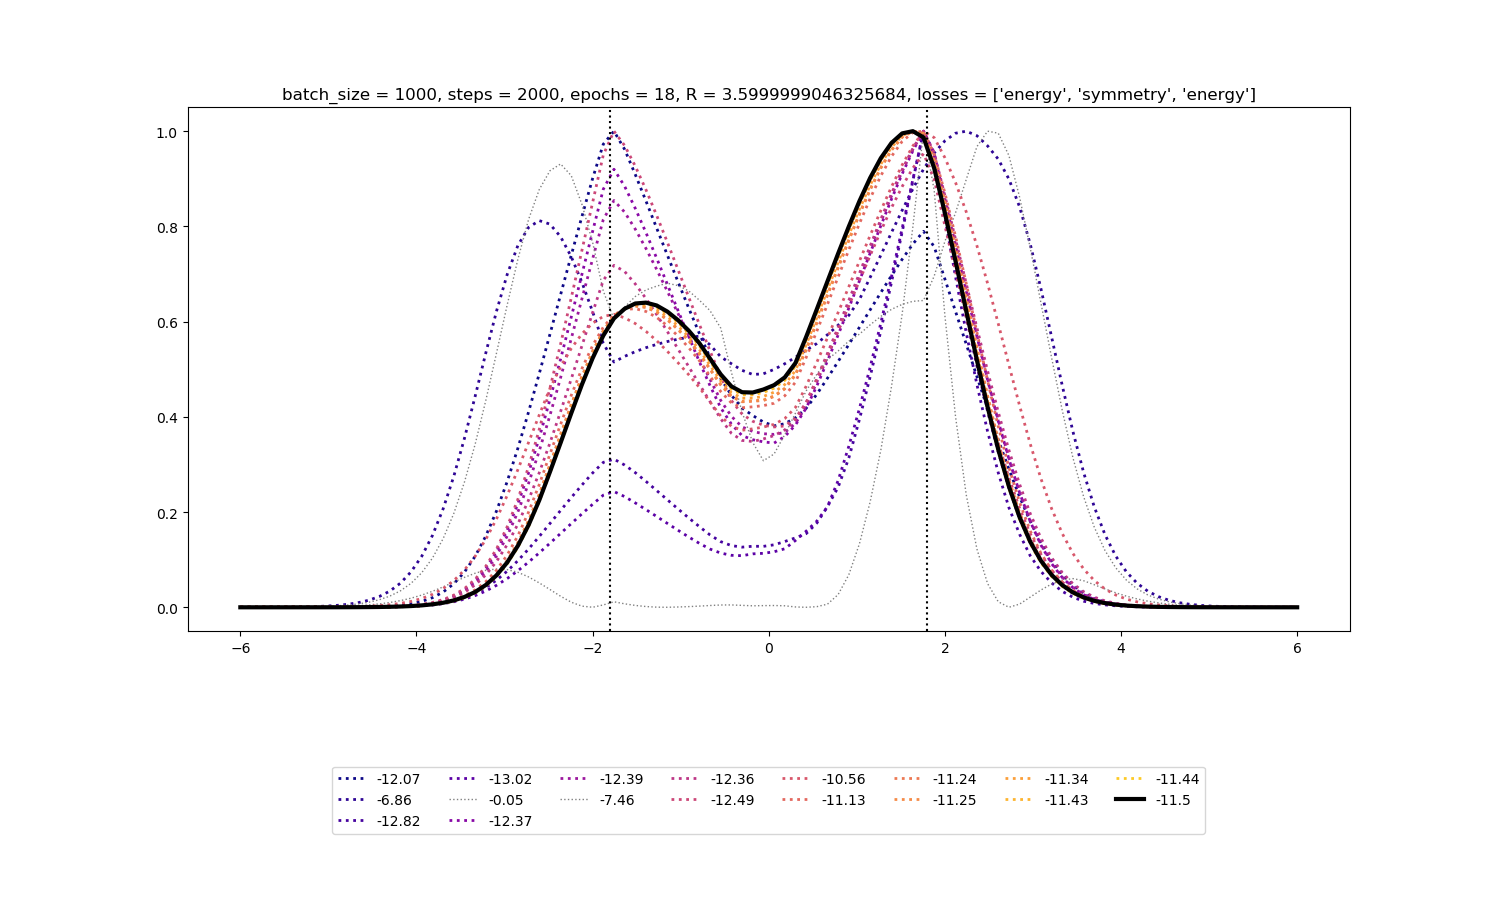 batch_size = 1000, steps = 2000, epochs = 18, R = 3.5999999046325684, losses = ['energy', 'symmetry', 'energy']
1.0
0.8
0.6
0.4
0.2
0.0
−6 −4 −2 0 2 4 6
-12.07 -13.02 -12.39 -12.36 -10.56 -11.24 -11.34 -11.44
-6.86 -0.05 -7.46 -12.49 -11.13 -11.25 -11.43 -11.5
-12.82 -12.37